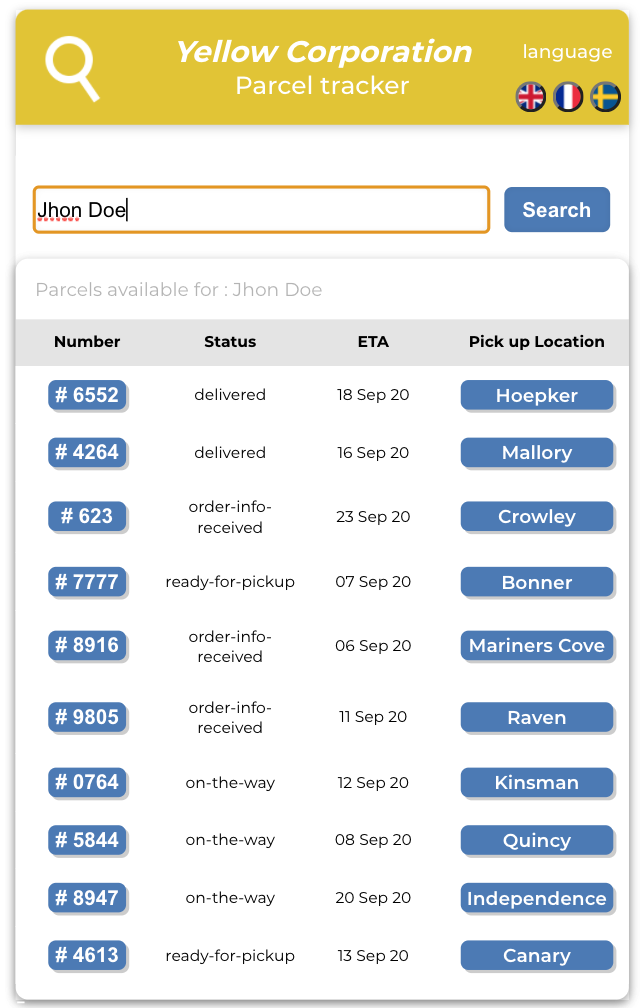 Yellow Corporation
Parcel tracker
language
Jhon Doe
Search
Parcels available for : Jhon Doe
Number Status ETA Pick up Location
# 6552 delivered 18 Sep 20 Hoepker
# 4264 delivered 16 Sep 20 Mallory
# 623 order-info-received 23 Sep 20 Crowley
# 7777 ready-for-pickup 07 Sep 20 Bonner
# 8916 order-info-received 06 Sep 20 Mariners Cove
# 9805 order-info-received 11 Sep 20 Raven
# 0764 on-the-way 12 Sep 20 Kinsman
# 5844 on-the-way 08 Sep 20 Quincy
# 8947 on-the-way 20 Sep 20 Independence
# 4613 ready-for-pickup 13 Sep 20 Canary